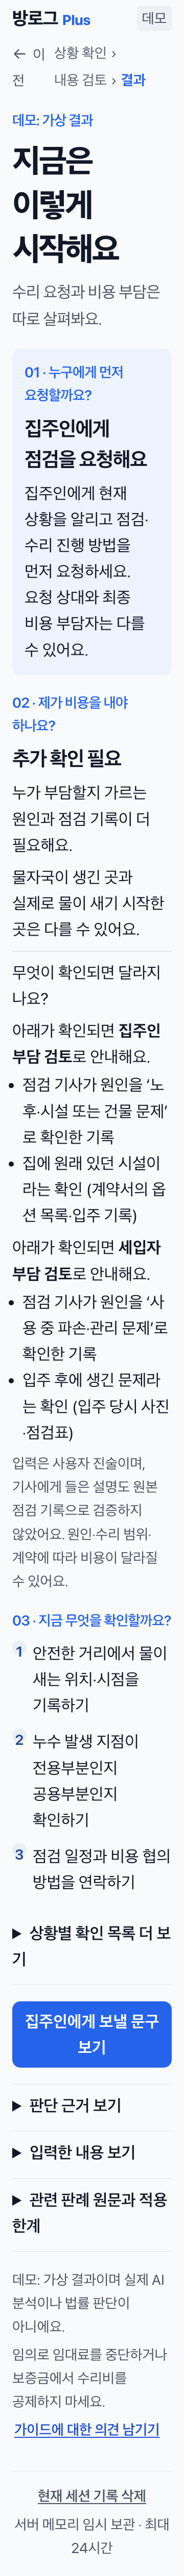 방로그 Plus 데모
← 이전 상황 확인 ›
내용 검토 › 결과
데모: 가상 결과
지금은
이렇게
시작해요
수리 요청과 비용 부담은
따로 살펴봐요.
01 · 누구에게 먼저
요청할까요?
집주인에게
점검을 요청해요
집주인에게 현재
상황을 알리고 점검·
수리 진행 방법을
먼저 요청하세요.
요청 상대와 최종
비용 부담자는 다를
수 있어요.
02 · 제가 비용을 내야
하나요?
추가 확인 필요
누가 부담할지 가르는
원인과 점검 기록이 더
필요해요.
물자국이 생긴 곳과
실제로 물이 새기 시작한
곳은 다를 수 있어요.
무엇이 확인되면 달라지
나요?
아래가 확인되면 집주인
부담 검토로 안내해요.
• 점검 기사가 원인을 ‘노
후·시설 또는 건물 문제’
로 확인한 기록
• 집에 원래 있던 시설이
라는 확인 (계약서의 옵
션 목록·입주 기록)
아래가 확인되면 세입자
부담 검토로 안내해요.
• 점검 기사가 원인을 ‘사
용 중 파손·관리 문제’로
확인한 기록
• 입주 후에 생긴 문제라
는 확인 (입주 당시 사진
·점검표)
입력은 사용자 진술이며,
기사에게 들은 설명도 원본
점검 기록으로 검증하지
않았어요. 원인·수리 범위·
계약에 따라 비용이 달라질
수 있어요.
03 · 지금 무엇을 확인할까요?
1 안전한 거리에서 물이
새는 위치·시점을
기록하기
2 누수 발생 지점이
전용부분인지
공용부분인지
확인하기
3 점검 일정과 비용 협의
방법을 연락하기
▶ 상황별 확인 목록 더 보
기
집주인에게 보낼 문구
보기
▶ 판단 근거 보기
▶ 입력한 내용 보기
▶ 관련 판례 원문과 적용
한계
데모: 가상 결과이며 실제 AI
분석이나 법률 판단이
아니에요.
임의로 임대료를 중단하거나
보증금에서 수리비를
공제하지 마세요.
가이드에 대한 의견 남기기
현재 세션 기록 삭제
서버 메모리 임시 보관 · 최대
24시간